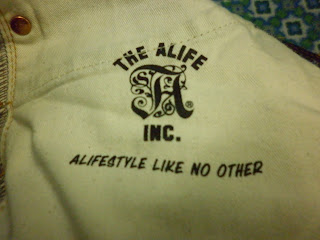 THE ALIFE
A®
INC.
ALIFESTYLE LIKE NO OTHER